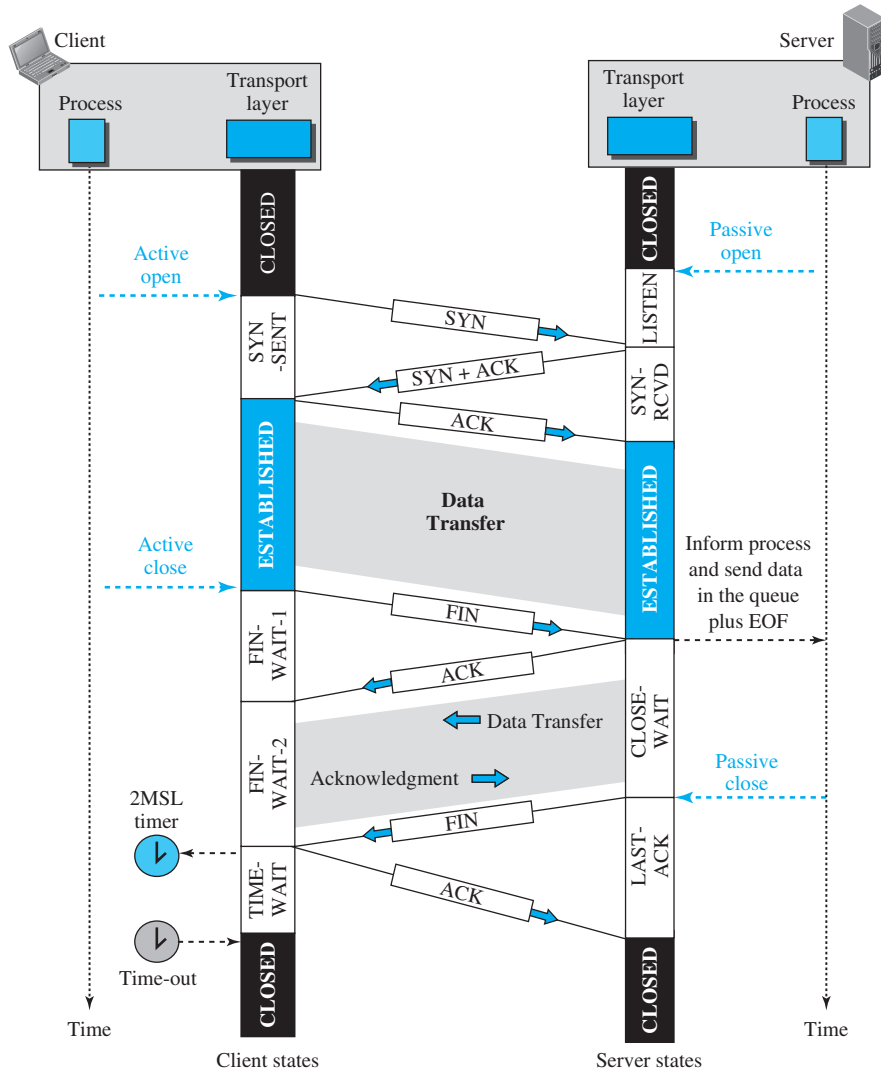 Client
Server
Process
Transport
layer
Transport
layer
Process
CLOSED
CLOSED
Passive
open
Active
open
LISTEN
SYN
SYN
-SENT
SYN + ACK
SYN-
RCVD
ACK
ESTABLISHED
Data
Transfer
ESTABLISHED
Active
close
Inform process
and send data
in the queue
plus EOF
FIN
FIN-
WAIT-1
ACK
CLOSE-
WAIT
Data Transfer
FIN-
WAIT-2
Acknowledgment
Passive
close
2MSL
timer
FIN
LAST-
ACK
TIME-
WAIT
ACK
Time-out
CLOSED
CLOSED
Time
Time
Client states
Server states